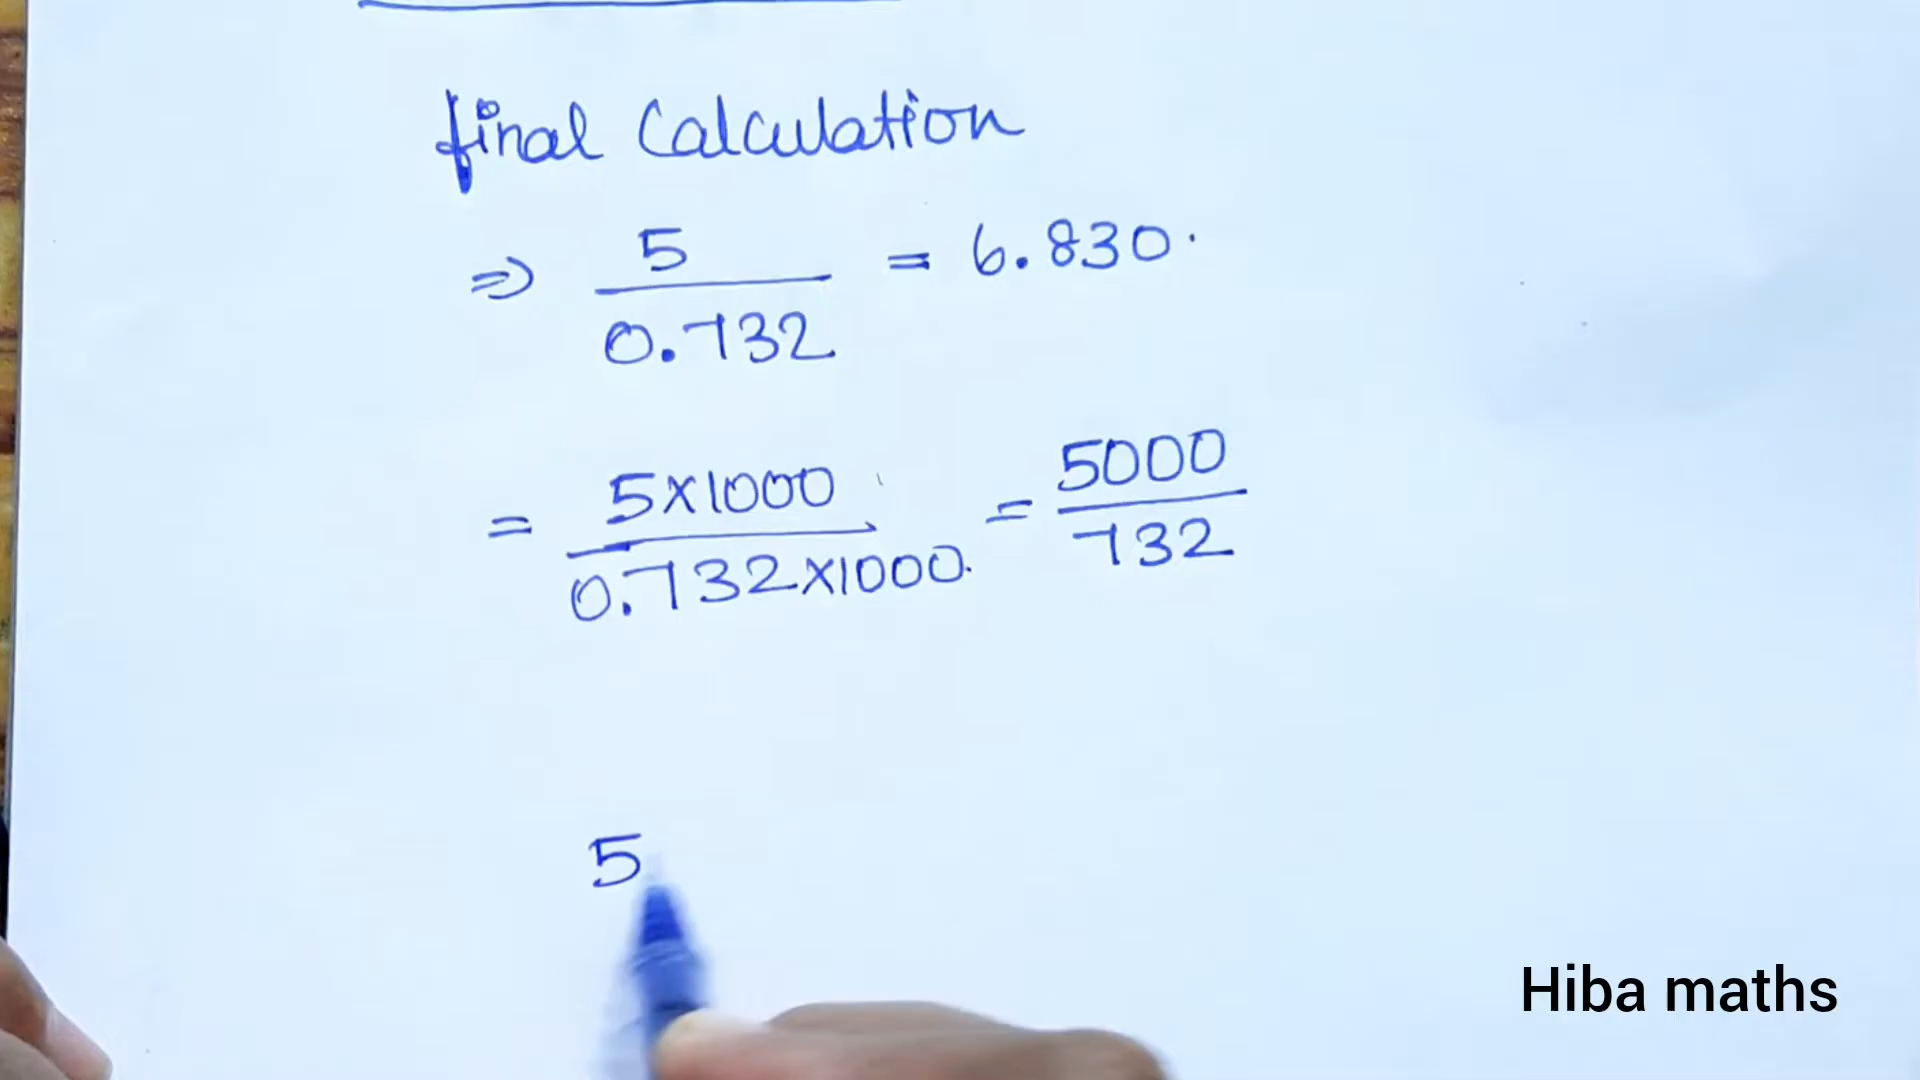 final Calculation
⇒ 5/0.732 = 6.830.
= 5×1000/0.732×1000. = 5000/732
5
Hiba maths